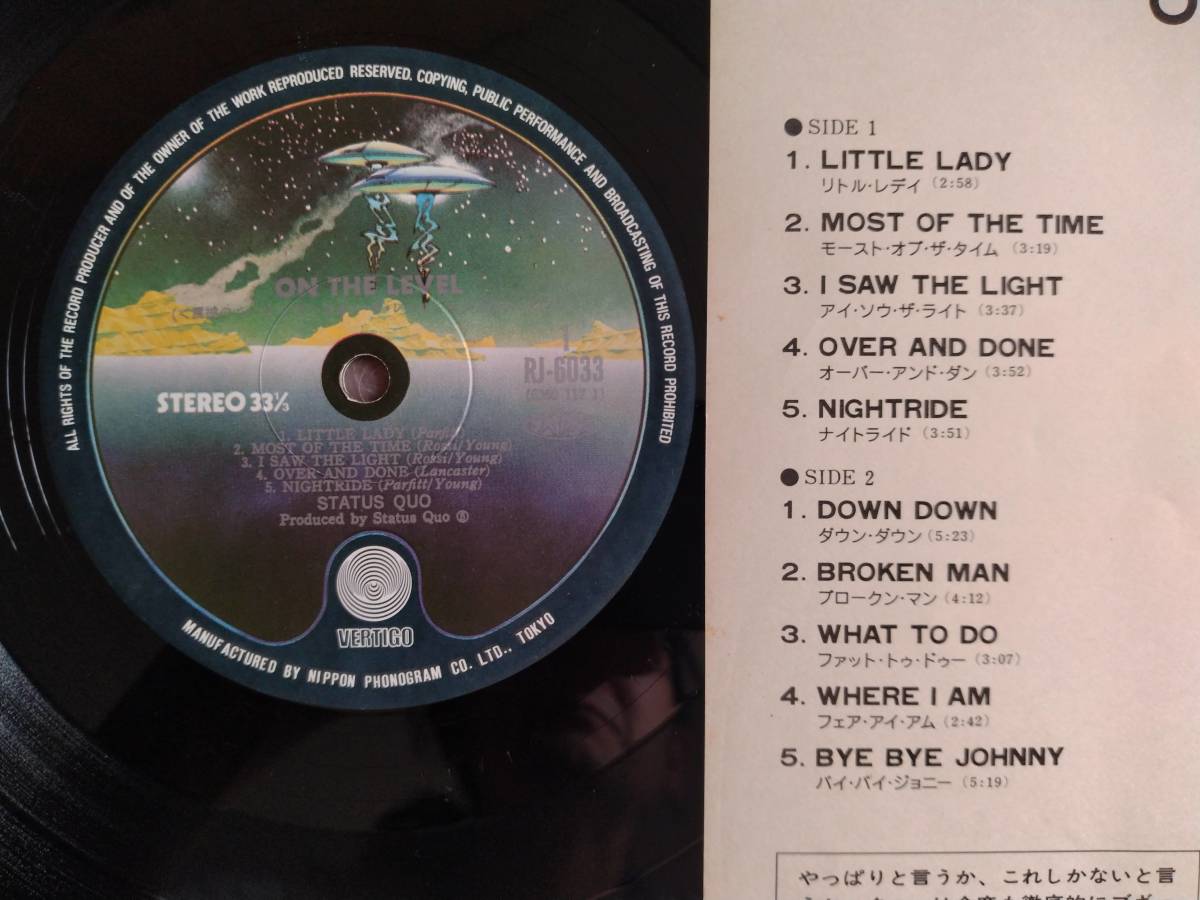 ALL RIGHTS OF THE RECORD PRODUCER AND OF THE OWNER OF THE WORK REPRODUCED RESERVED. COPYING, PUBLIC PERFORMANCE AND BROADCASTING OF THIS RECORD PROHIBITED
ON THE LEVEL
1
RJ-6033
STEREO 33⅓
1. LITTLE LADY (Parfitt)
2. MOST OF THE TIME (Rossi/Young)
3. I SAW THE LIGHT (Rossi/Young)
4. OVER AND DONE (Lancaster)
5. NIGHTRIDE (Parfitt/Young)
STATUS QUO
Produced by Status Quo Ⓡ
VERTIGO
MANUFACTURED BY NIPPON PHONOGRAM CO. LTD., TOKYO
● SIDE 1
1. LITTLE LADY
リトル・レディ (2:58)
2. MOST OF THE TIME
モースト・オブ・ザ・タイム (3:19)
3. I SAW THE LIGHT
アイ・ソウ・ザ・ライト (3:37)
4. OVER AND DONE
オーバー・アンド・ダン (3:52)
5. NIGHTRIDE
ナイトライド (3:51)
● SIDE 2
1. DOWN DOWN
ダウン・ダウン (5:23)
2. BROKEN MAN
ブロークン・マン (4:12)
3. WHAT TO DO
ファット・トゥ・ドゥー (3:07)
4. WHERE I AM
フェア・アイ・アム (2:42)
5. BYE BYE JOHNNY
バイ・バイ・ジョニー (5:19)
やっぱりと言うか、これしかないと言